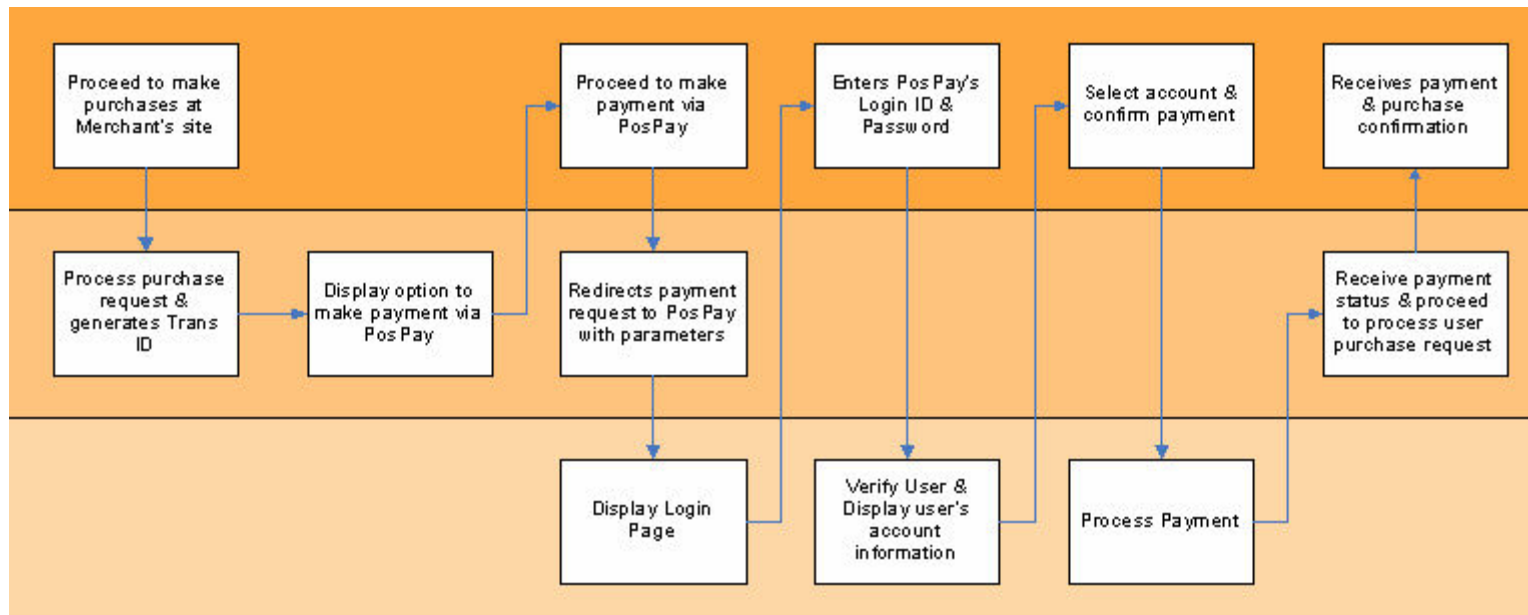 Proceed to make
purchases at
Merchant's site
Proceed to make
payment via
PosPay
Enters PosPay's
Login ID &
Password
Select account &
confirm payment
Receives payment
& purchase
confirmation
Process purchase
request &
generates Trans
ID
Display option to
make payment via
PosPay
Redirects payment
request to PosPay
with parameters
Receive payment
status & proceed
to process user
purchase request
Display Login
Page
Verify User &
Display user's
account
information
Process Payment